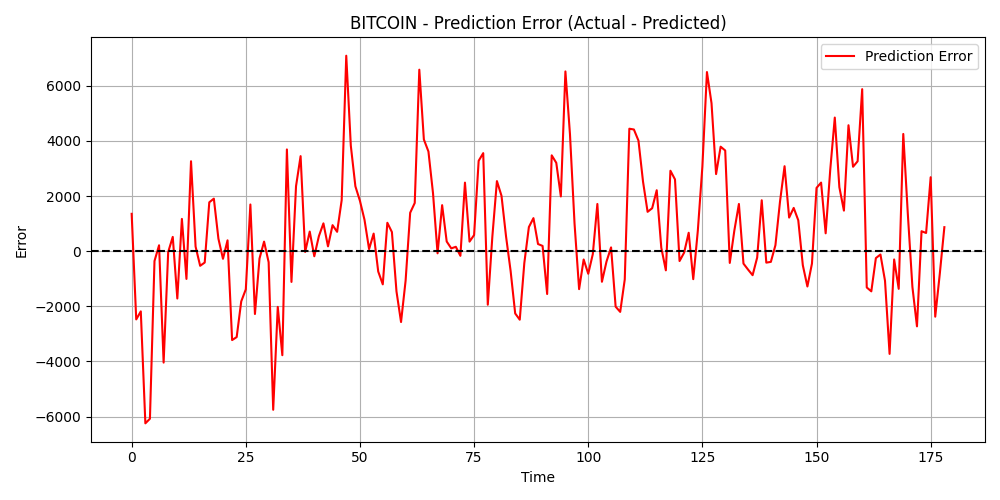 BITCOIN - Prediction Error (Actual - Predicted)
Prediction Error
6000
4000
2000
0
−2000
−4000
−6000
Error
0 25 50 75 100 125 150 175
Time